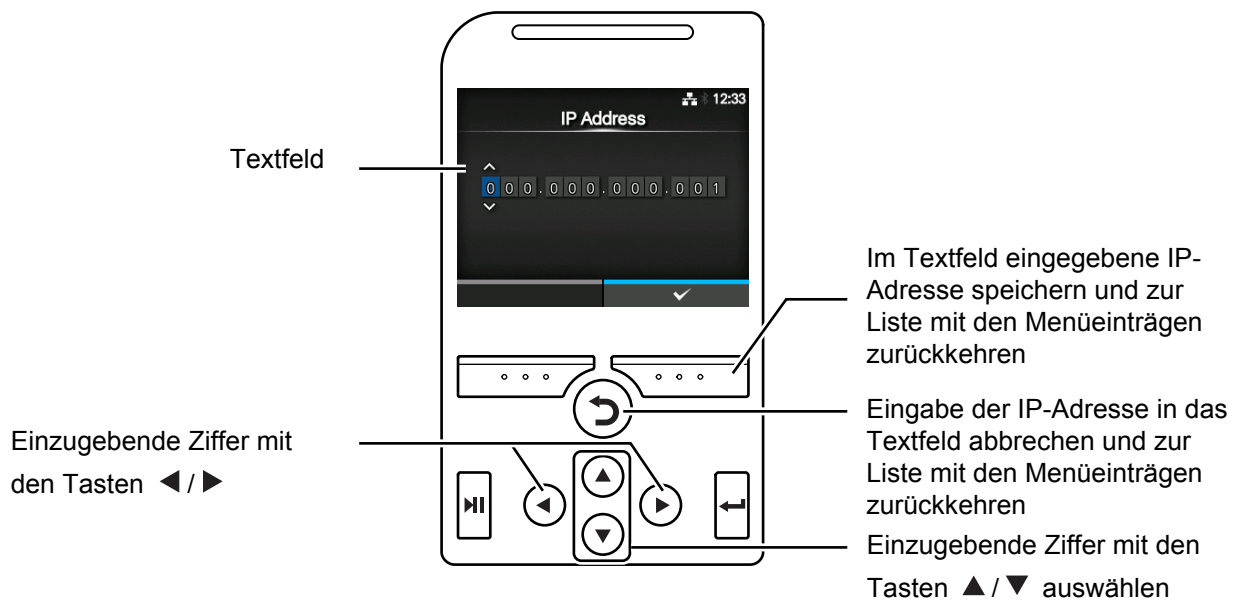 12:33
IP Address
Textfeld
000.000.000.001
Im Textfeld eingegebene IP-
Adresse speichern und zur
Liste mit den Menüeinträgen
zurückkehren
Eingabe der IP-Adresse in das
Textfeld abbrechen und zur
Liste mit den Menüeinträgen
zurückkehren
Einzugebende Ziffer mit
den Tasten ◀ / ▶
Einzugebende Ziffer mit den
Tasten ▲ / ▼ auswählen